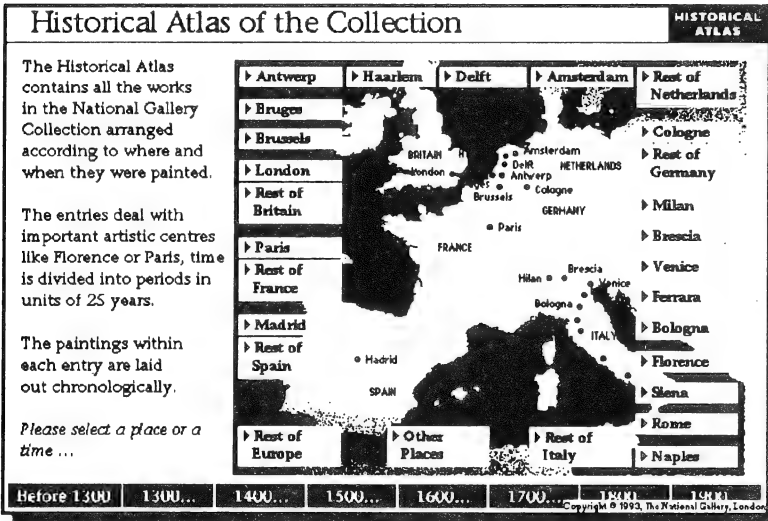 Historical Atlas of the Collection
HISTORICAL
ATLAS
The Historical Atlas
contains all the works
in the National Gallery
Collection arranged
according to where and
when they were painted.
The entries deal with
important artistic centres
like Florence or Paris, time
is divided into periods in
units of 25 years.
The paintings within
each entry are laid
out chronologically.
Please select a place or a
time ...
Antwerp
Haarlem
Delft
Amsterdam
Rest of
Netherlands
Bruges
Brussels
London
Rest of
Britain
Paris
Rest of
France
Madrid
Rest of
Spain
Rest of
Europe
Other
Places
Rest of
Italy
Cologne
Rest of
Germany
Milan
Brescia
Venice
Ferrara
Bologna
Florence
Siena
Rome
Naples
BRITAIN H
London
Amsterdam
Delft
NETHERLANDS
Antwerp
ges
Brussels
Cologne
GERMANY
Paris
FRANCE
Brescia
Milan
Venice
Bologna
ITALY
Madrid
SPAIN
Before 1300 1300... 1400... 1500... 1600... 1700... 1800... 1900
Copyright © 1993, The National Gallery, London